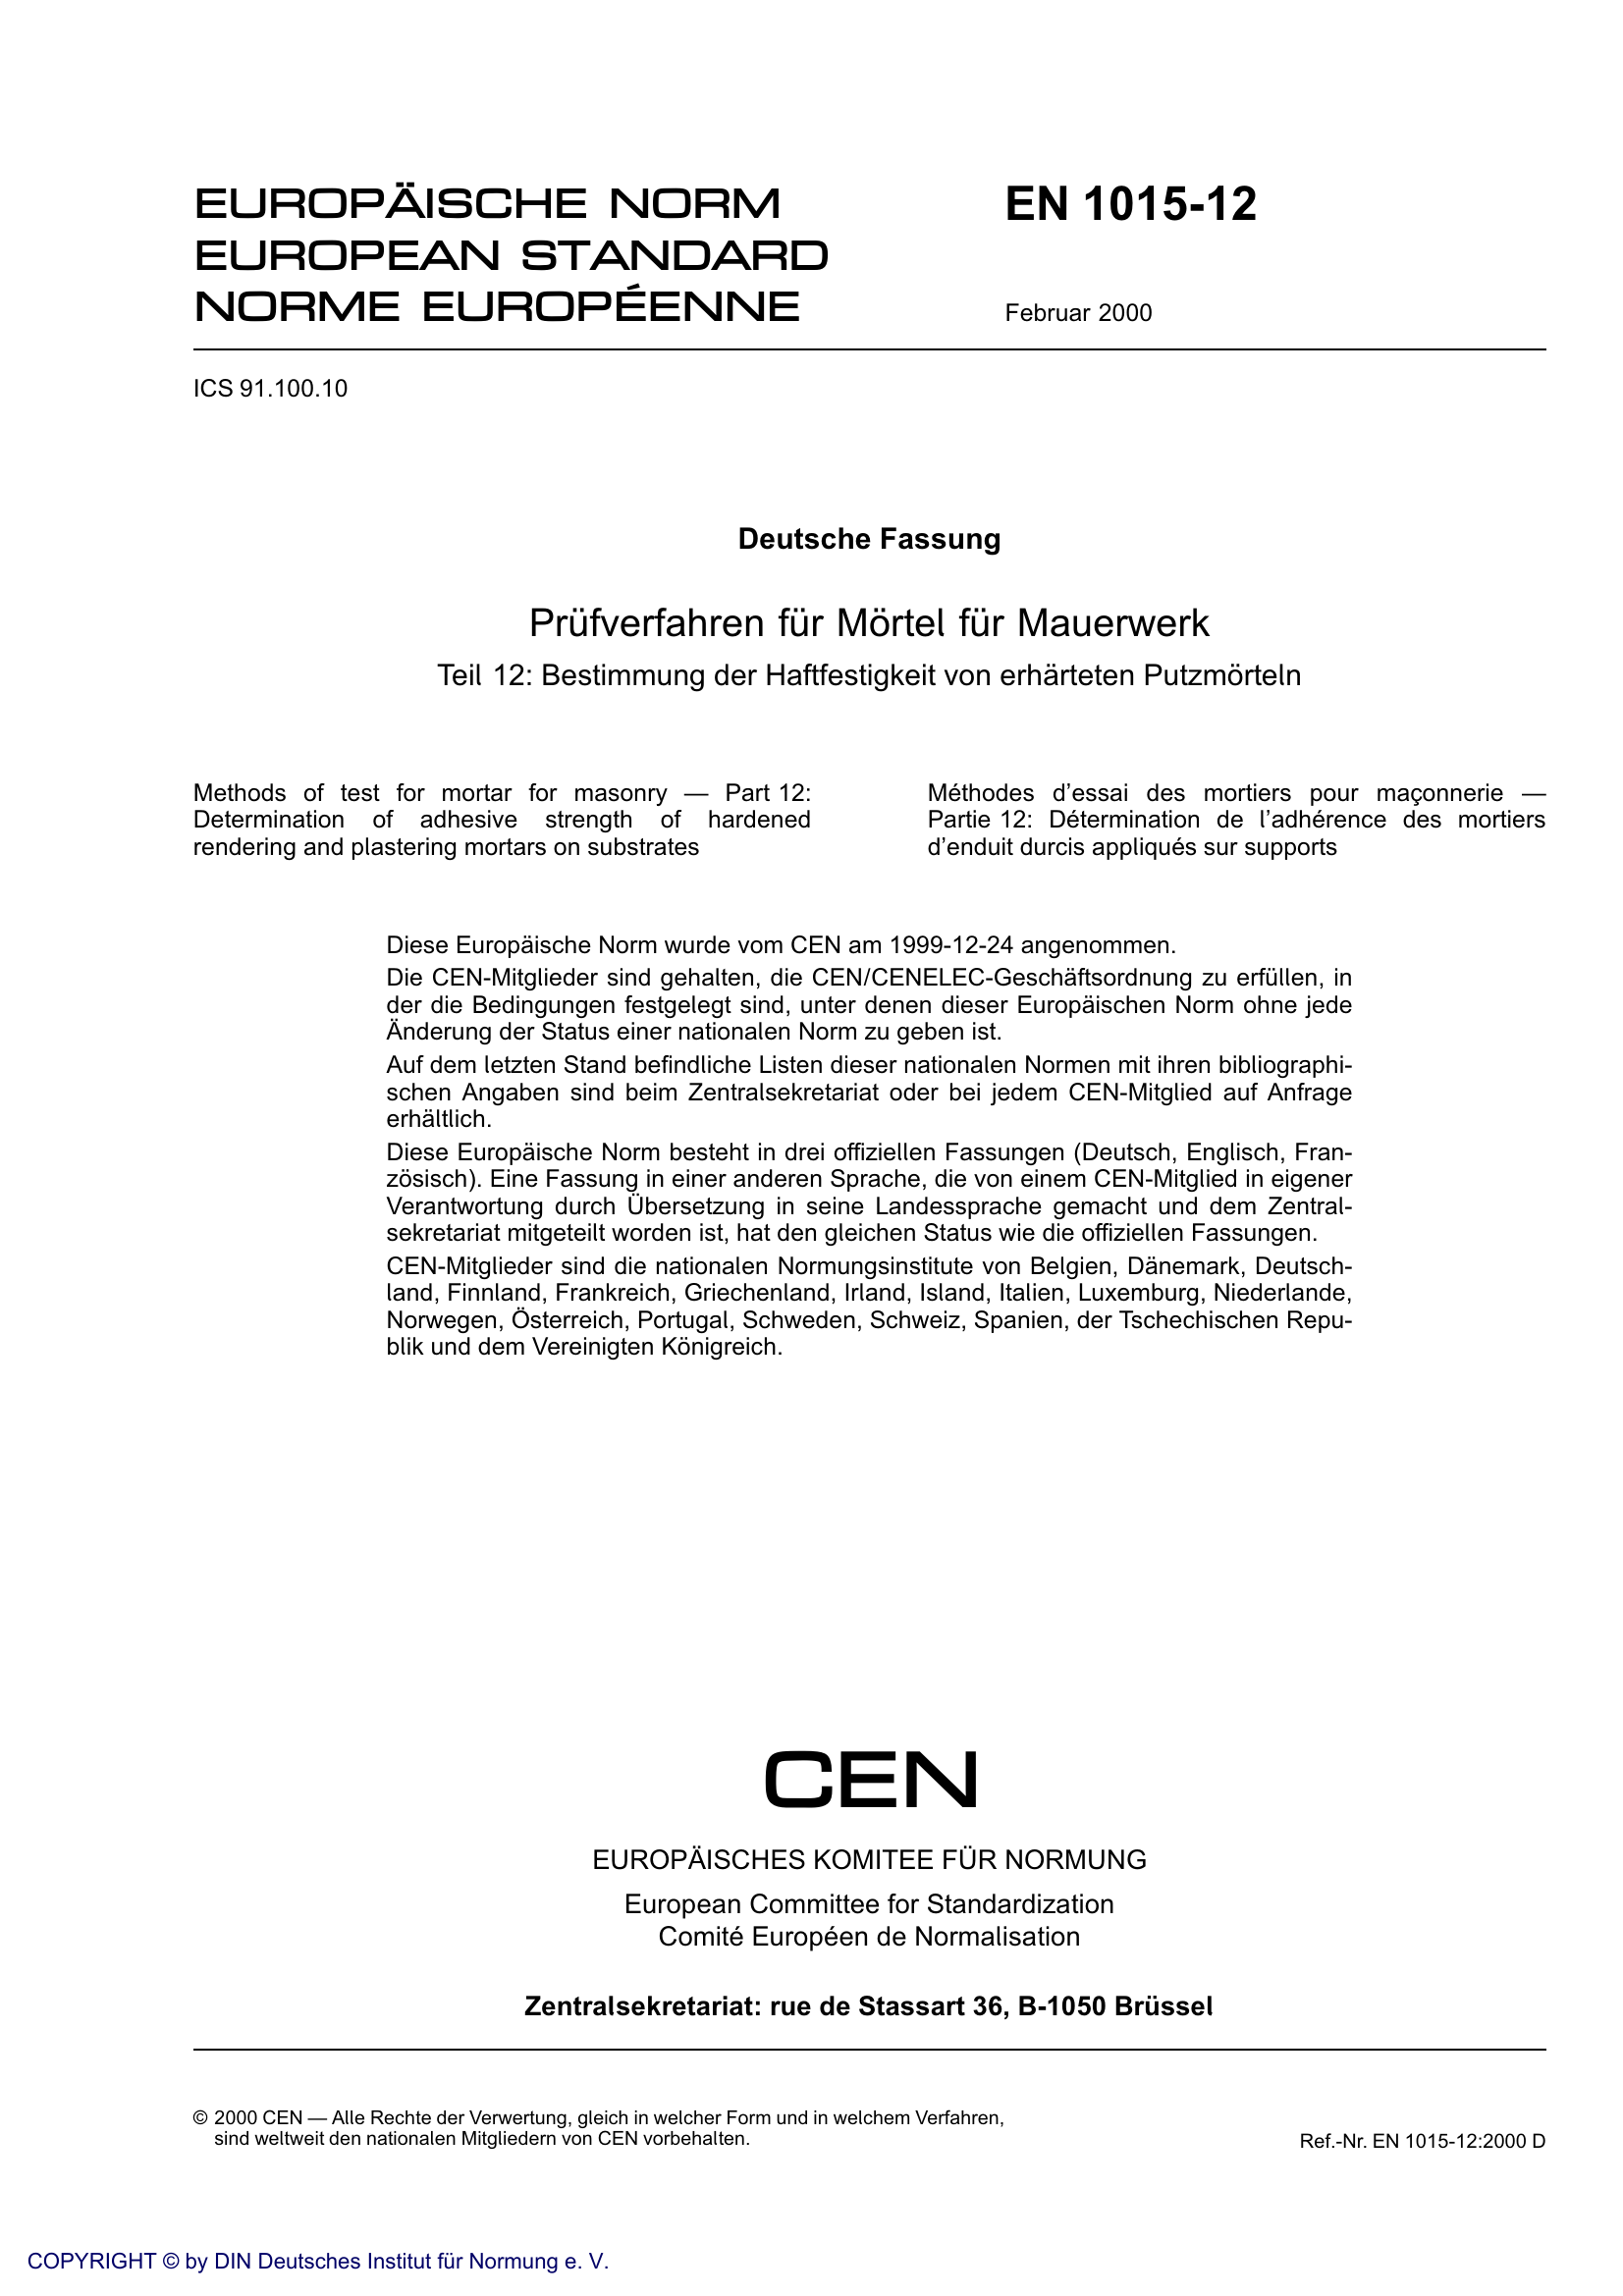 EUROPÄISCHE NORM
EUROPEAN STANDARD
NORME EUROPÉENNE
EN 1015-12
Februar 2000
ICS 91.100.10
Deutsche Fassung
Prüfverfahren für Mörtel für Mauerwerk
Teil 12: Bestimmung der Haftfestigkeit von erhärteten Putzmörteln
Methods of test for mortar for masonry — Part 12:
Determination of adhesive strength of hardened
rendering and plastering mortars on substrates
Méthodes d’essai des mortiers pour maçonnerie —
Partie 12: Détermination de l’adhérence des mortiers
d’enduit durcis appliqués sur supports
Diese Europäische Norm wurde vom CEN am 1999-12-24 angenommen.
Die CEN-Mitglieder sind gehalten, die CEN/CENELEC-Geschäftsordnung zu erfüllen, in
der die Bedingungen festgelegt sind, unter denen dieser Europäischen Norm ohne jede
Änderung der Status einer nationalen Norm zu geben ist.
Auf dem letzten Stand befindliche Listen dieser nationalen Normen mit ihren bibliographi-
schen Angaben sind beim Zentralsekretariat oder bei jedem CEN-Mitglied auf Anfrage
erhältlich.
Diese Europäische Norm besteht in drei offiziellen Fassungen (Deutsch, Englisch, Fran-
zösisch). Eine Fassung in einer anderen Sprache, die von einem CEN-Mitglied in eigener
Verantwortung durch Übersetzung in seine Landessprache gemacht und dem Zentral-
sekretariat mitgeteilt worden ist, hat den gleichen Status wie die offiziellen Fassungen.
CEN-Mitglieder sind die nationalen Normungsinstitute von Belgien, Dänemark, Deutsch-
land, Finnland, Frankreich, Griechenland, Irland, Island, Italien, Luxemburg, Niederlande,
Norwegen, Österreich, Portugal, Schweden, Schweiz, Spanien, der Tschechischen Repu-
blik und dem Vereinigten Königreich.
CEN
EUROPÄISCHES KOMITEE FÜR NORMUNG
European Committee for Standardization
Comité Européen de Normalisation
Zentralsekretariat: rue de Stassart 36, B-1050 Brüssel
© 2000 CEN — Alle Rechte der Verwertung, gleich in welcher Form und in welchem Verfahren,
sind weltweit den nationalen Mitgliedern von CEN vorbehalten.
Ref.-Nr. EN 1015-12:2000 D
COPYRIGHT © by DIN Deutsches Institut für Normung e. V.